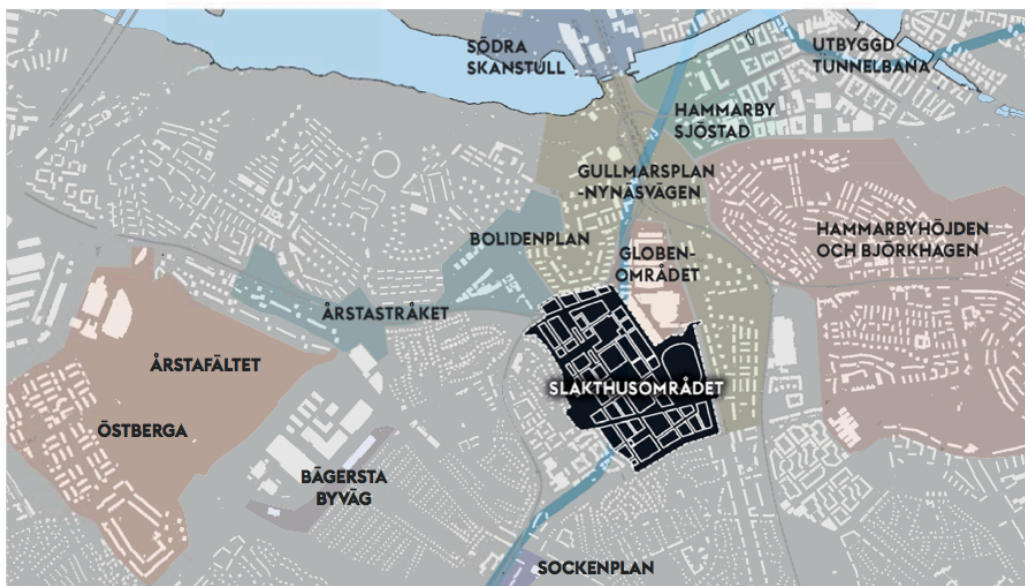 SÖDRA
SKANSTULL
UTBYGGD
TUNNELBANA
HAMMARBY
SJÖSTAD
GULLMARSPLAN
-NYNÄSVÄGEN
BOLIDENPLAN
GLOBEN-
OMRÅDET
HAMMARBYHÖJDEN
OCH BJÖRKHAGEN
ÅRSTASTRÅKET
ÅRSTAFÄLTET
SLAKTHUSOMRÅDET
ÖSTBERGA
BÄGERSTA
BYVÄG
SOCKENPLAN